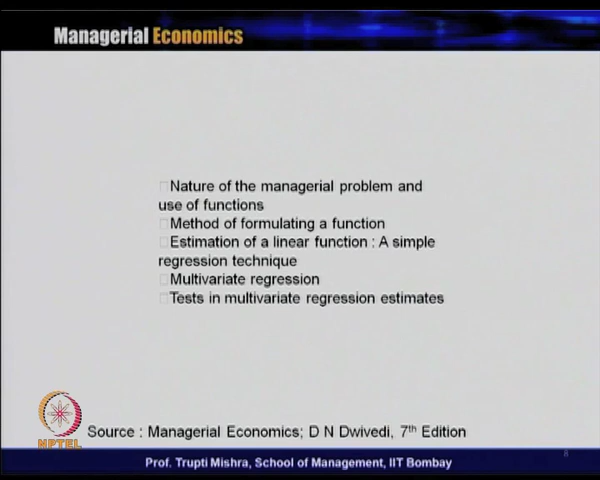 Managerial Economics
Nature of the managerial problem and
use of functions
Method of formulating a function
Estimation of a linear function : A simple
regression technique
Multivariate regression
Tests in multivariate regression estimates
NPTEL
Source : Managerial Economics; D N Dwivedi, 7th Edition
8
Prof. Trupti Mishra, School of Management, IIT Bombay